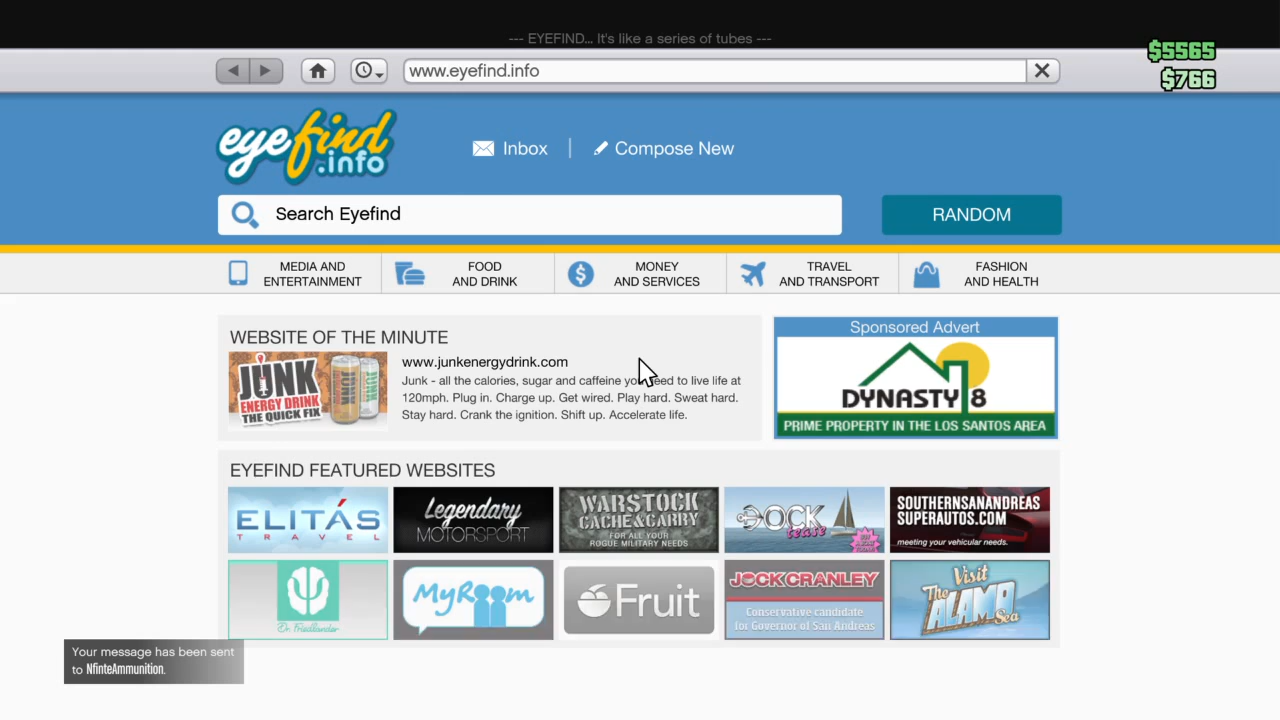 --- EYEFIND... It's like a series of tubes ---
$5565
www.eyefind.info
$766
eyefind
.info
Inbox
Compose New
Search Eyefind
RANDOM
MEDIA AND
ENTERTAINMENT
FOOD
AND DRINK
MONEY
AND SERVICES
TRAVEL
AND TRANSPORT
FASHION
AND HEALTH
WEBSITE OF THE MINUTE
JUNK
ENERGY DRINK
THE QUICK FIX
www.junkenergydrink.com
Junk - all the calories, sugar and caffeine you need to live life at
120mph. Plug in. Charge up. Get wired. Play hard. Sweat hard.
Stay hard. Crank the ignition. Shift up. Accelerate life.
Sponsored Advert
DYNASTY 8
PRIME PROPERTY IN THE LOS SANTOS AREA
EYEFIND FEATURED WEBSITES
ELITÁS
TRAVEL
Legendary
MOTORSPORT
WARSTOCK
CACHE&CARRY
FOR ALL YOUR
ROGUE MILITARY NEEDS
DOCK
tease
SOUTHERNSANANDREAS
SUPERAUTOS.COM
meeting your vehicular needs.
Dr. Friedlander
MyRoom
Fruit
JOCKCRANLEY
Conservative candidate
for Governor of San Andreas
Visit
The
ALAMO
Sea
Your message has been sent
to NfinteAmmunition.